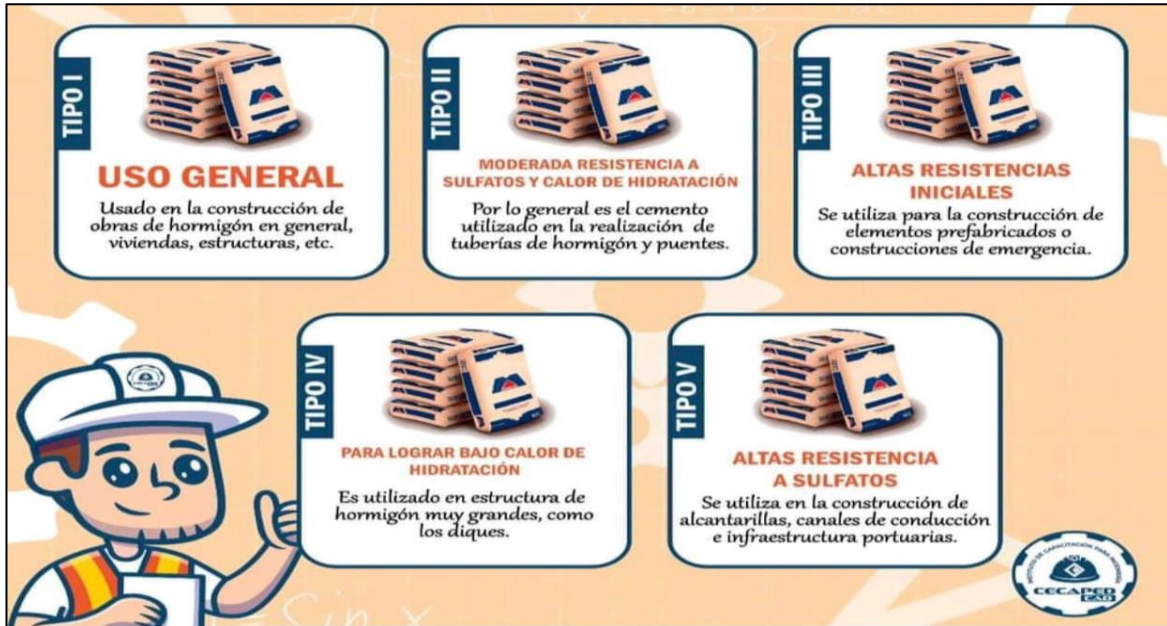 TIPO I
USO GENERAL
Usado en la construcción de
obras de hormigón en general,
viviendas, estructuras, etc.
TIPO II
MODERADA RESISTENCIA A
SULFATOS Y CALOR DE HIDRATACIÓN
Por lo general es el cemento
utilizado en la realización de
tuberías de hormigón y puentes.
TIPO III
ALTAS RESISTENCIAS
INICIALES
Se utiliza para la construcción de
elementos prefabricados o
construcciones de emergencia.
TIPO IV
PARA LOGRAR BAJO CALOR DE
HIDRATACIÓN
Es utilizado en estructura de
hormigón muy grandes, como
los diques.
TIPO V
ALTAS RESISTENCIA
A SULFATOS
Se utiliza en la construcción de
alcantarillas, canales de conducción
e infraestructura portuarias.
CECAPED
CAD
Sin x